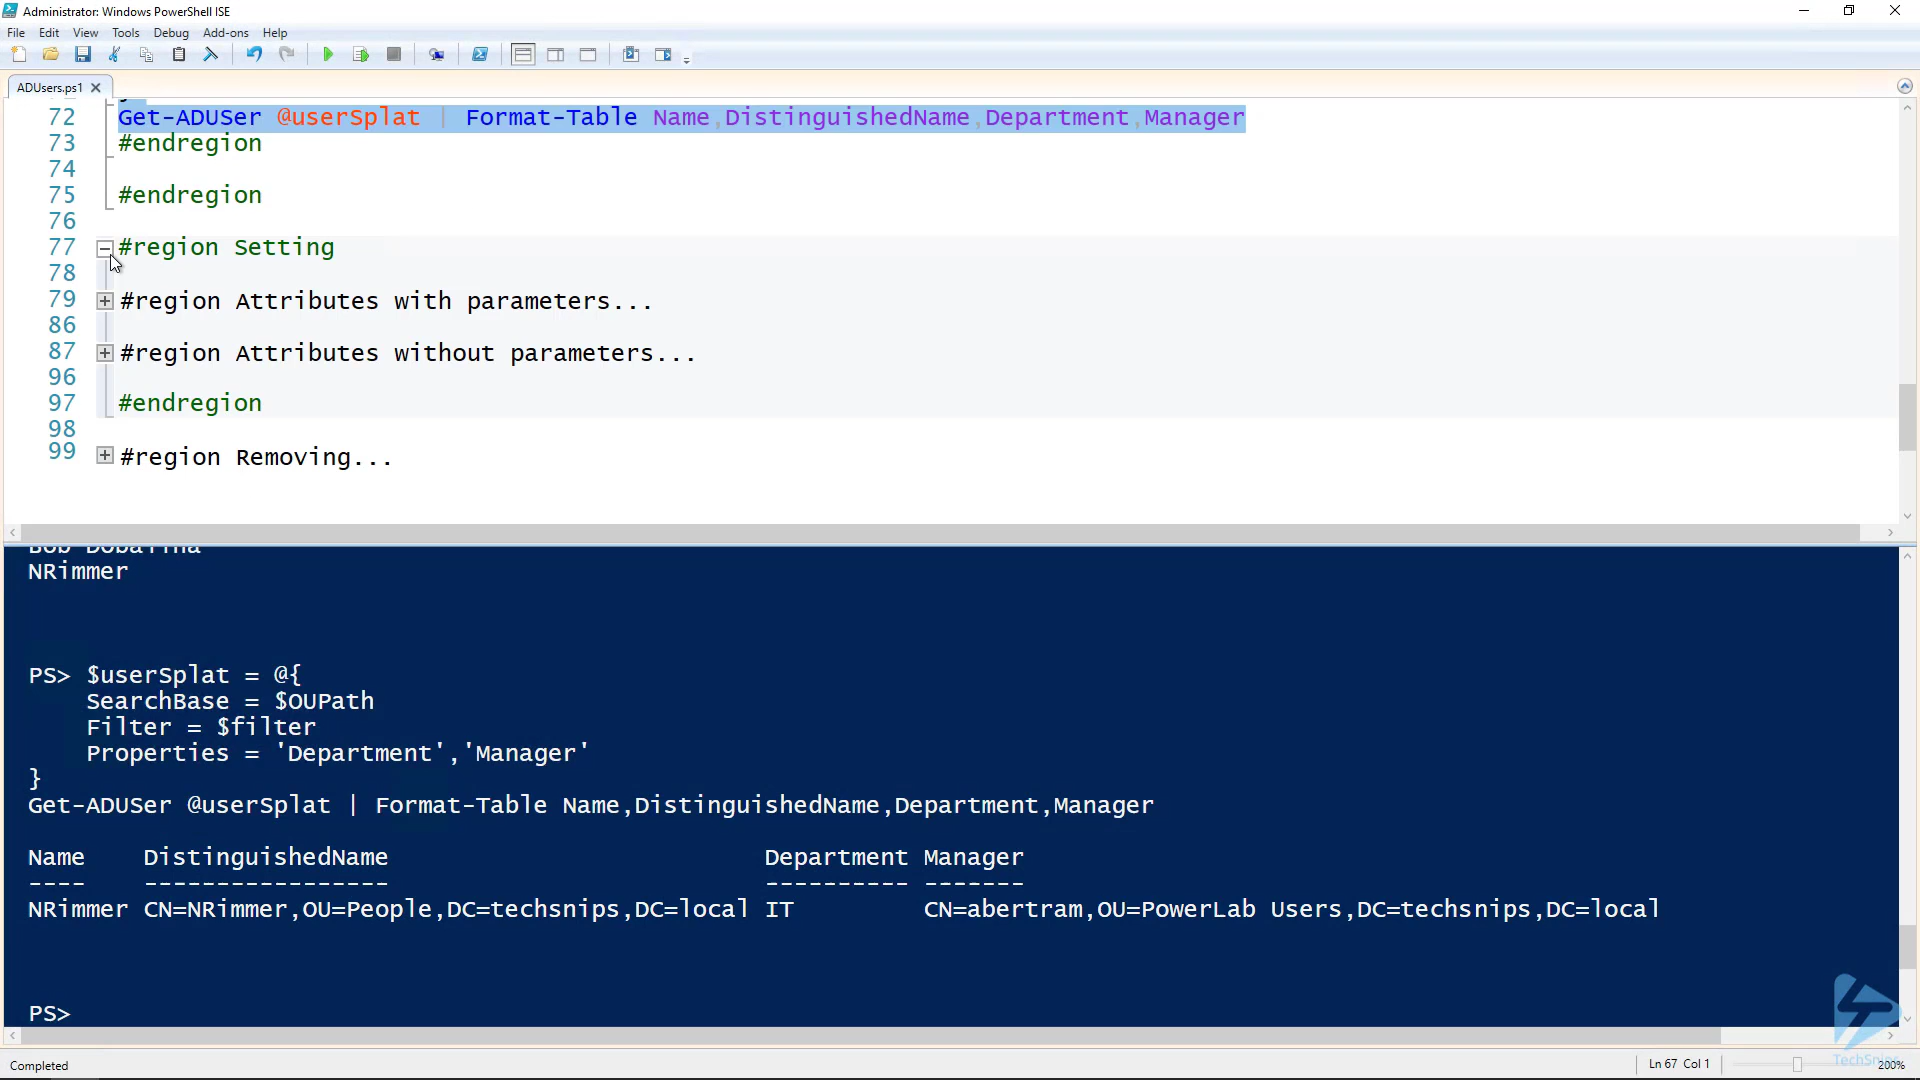 Administrator: Windows PowerShell ISE
File Edit View Tools Debug Add-ons Help
ADUsers.ps1
72 Get-ADUSer @userSplat | Format-Table Name,DistinguishedName,Department,Manager
73 #endregion
74
75 #endregion
76
77 #region Setting
78
79 #region Attributes with parameters...
86
87 #region Attributes without parameters...
96
97 #endregion
98
99 #region Removing...
NRimmer
PS> $userSplat = @{
SearchBase = $OUPath
Filter = $filter
Properties = 'Department','Manager'
}
Get-ADUSer @userSplat | Format-Table Name,DistinguishedName,Department,Manager
Name DistinguishedName Department Manager
---- ----------------- ---------- -------
NRimmer CN=NRimmer,OU=People,DC=techsnips,DC=local IT CN=abertram,OU=PowerLab Users,DC=techsnips,DC=local
PS>
Completed
Ln 67 Col 1
200%